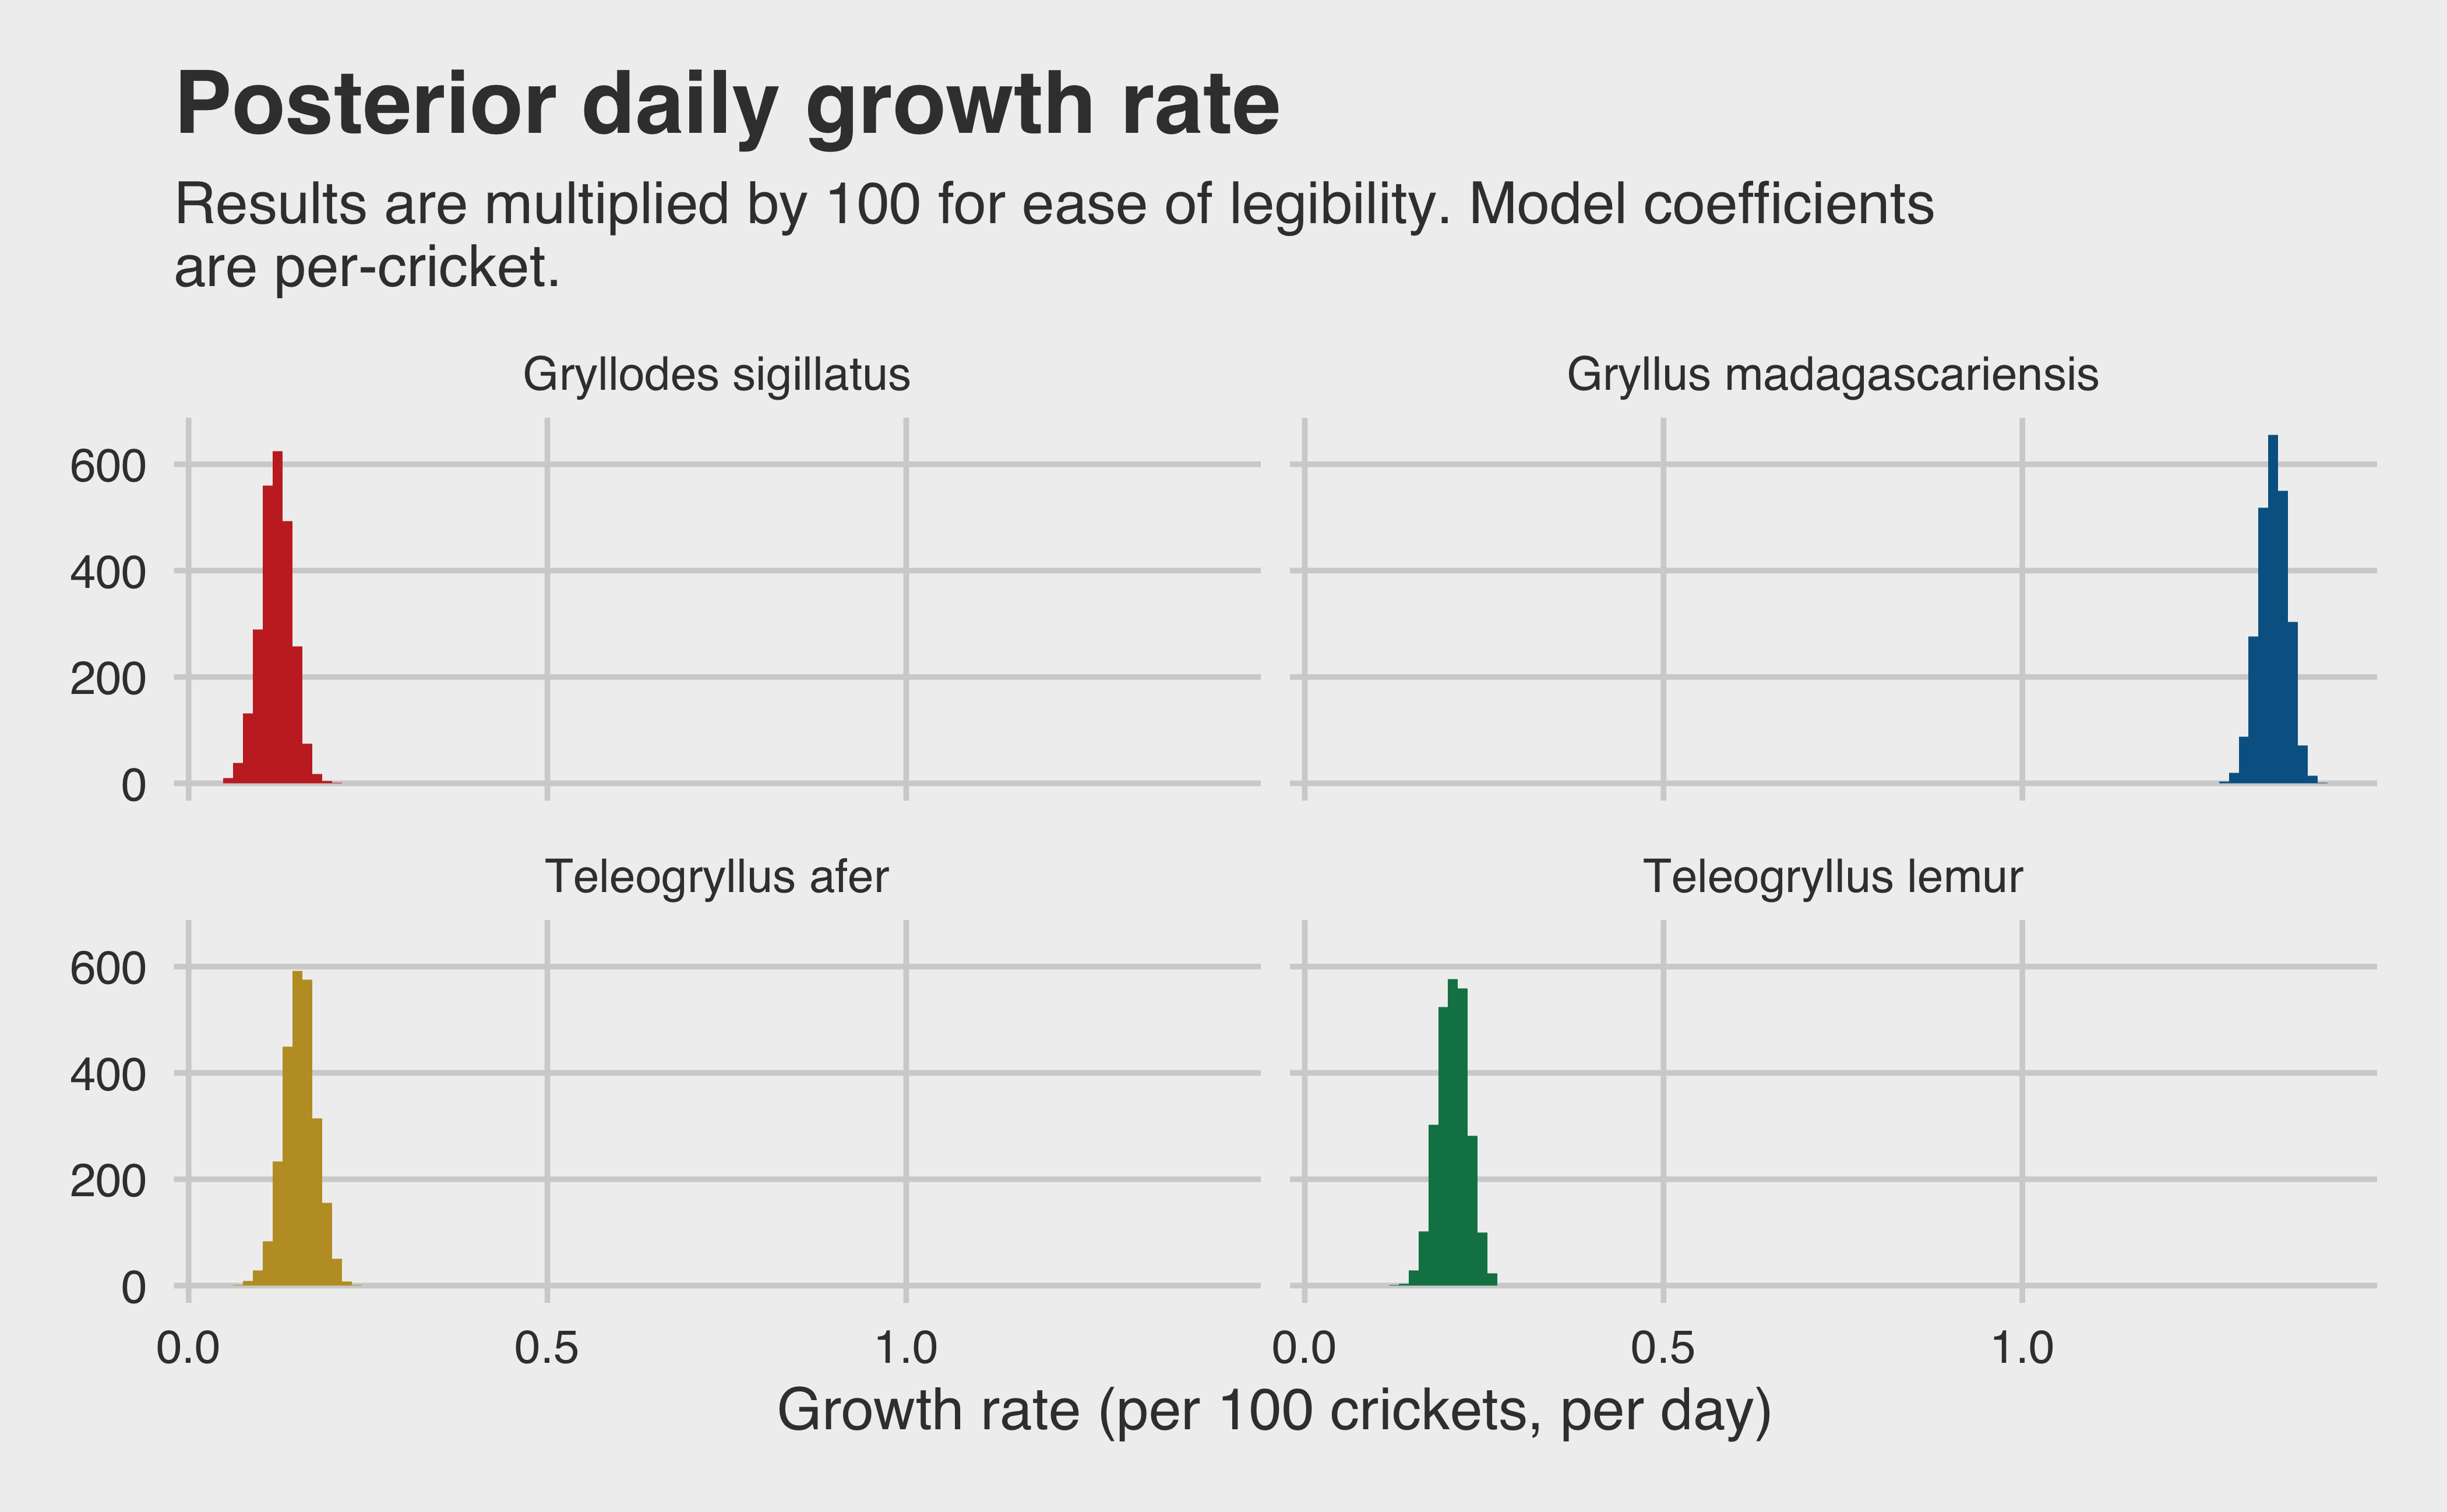 Posterior daily growth rate
Results are multiplied by 100 for ease of legibility. Model coefficients
are per-cricket.
Gryllodes sigillatus
Gryllus madagascariensis
600
400
200
0
Teleogryllus afer
Teleogryllus lemur
600
400
200
0
0.0 0.5 1.0 0.0 0.5 1.0
Growth rate (per 100 crickets, per day)